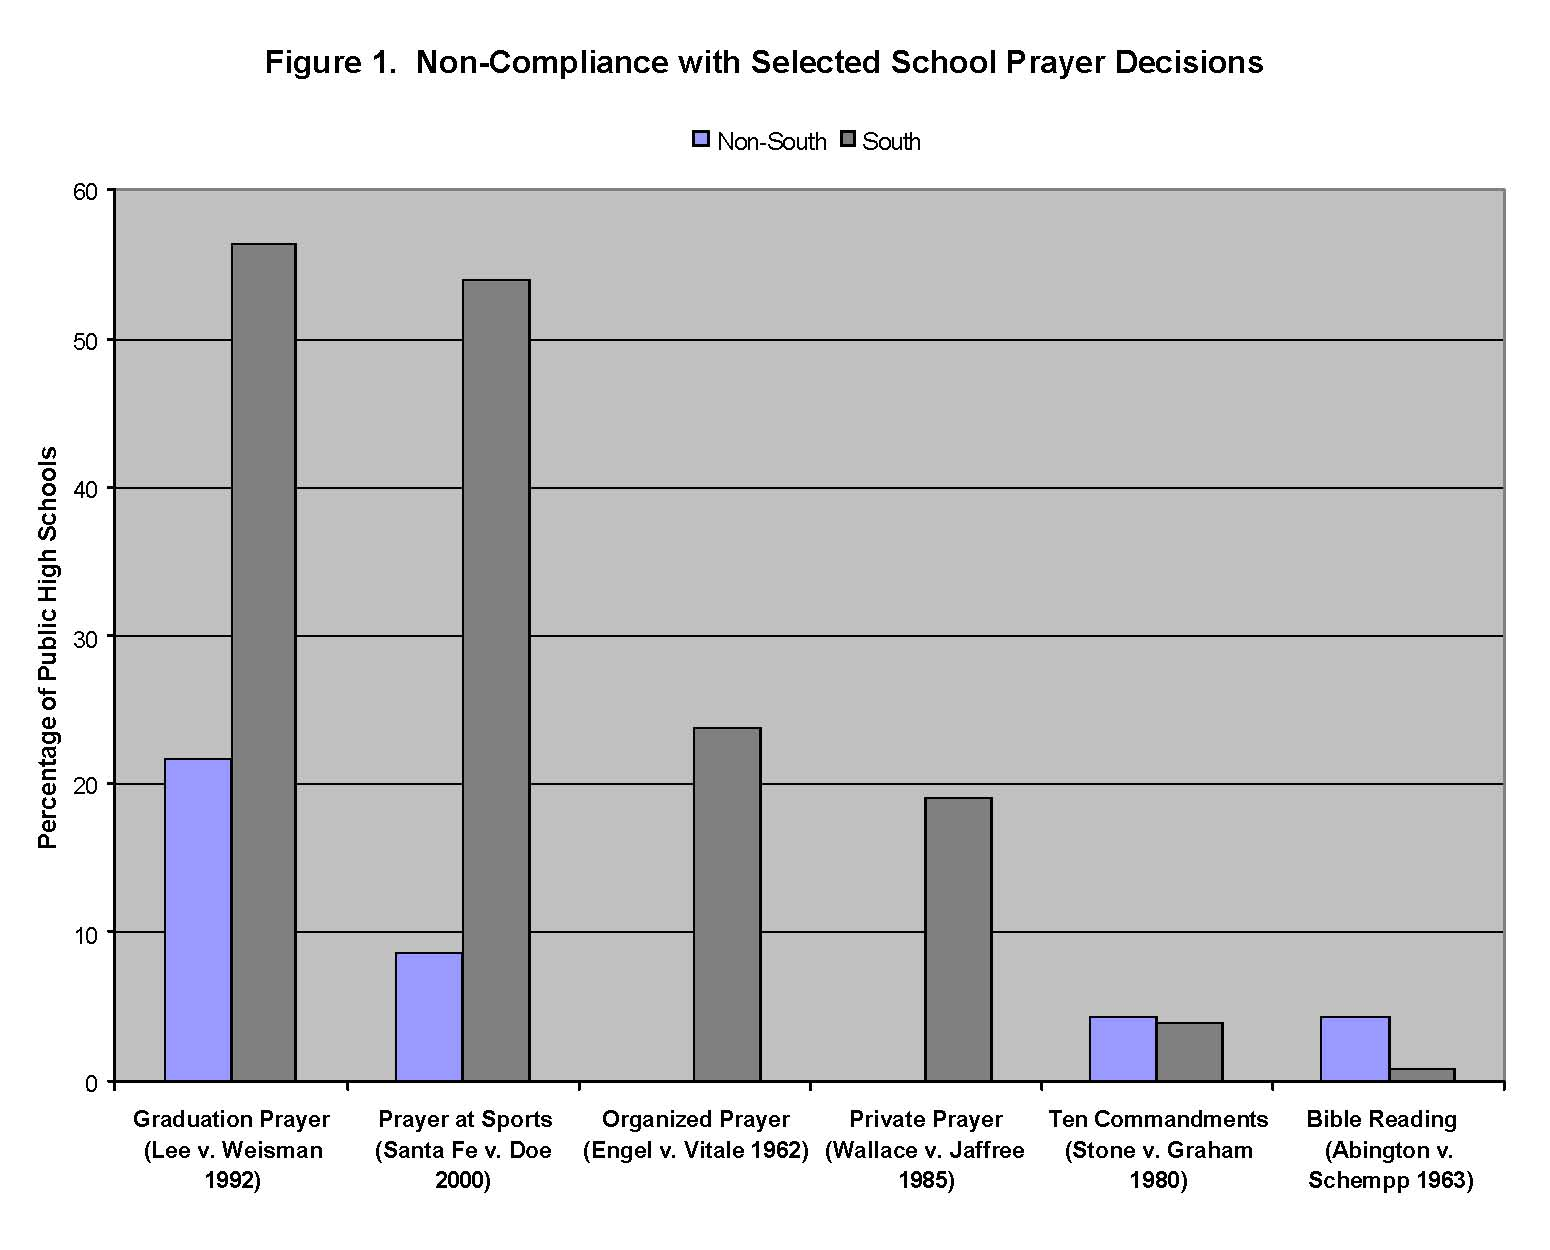 Figure 1.  Non-Compliance with Selected School Prayer Decisions
Non-South South
60
50
40
30
20
10
0
Percentage of Public High Schools
Graduation Prayer
(Lee v. Weisman
1992)
Prayer at Sports
(Santa Fe v. Doe
2000)
Organized Prayer
(Engel v. Vitale 1962)
Private Prayer
(Wallace v. Jaffree
1985)
Ten Commandments
(Stone v. Graham
1980)
Bible Reading
(Abington v.
Schempp 1963)